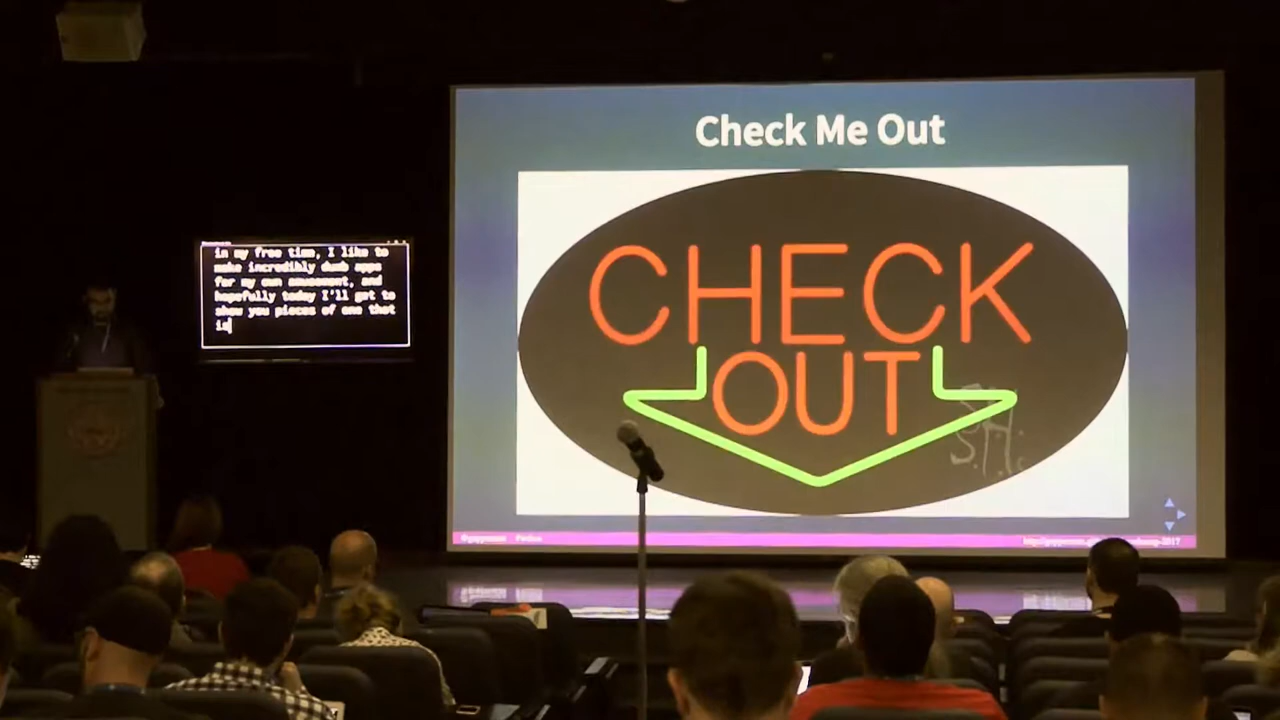 Check Me Out
CHECK
OUT
S.H.
in my free time, I like to
make incredibly dumb apps
for my own amusement, and
hopefully today I'll get to
show you pieces of one that
is